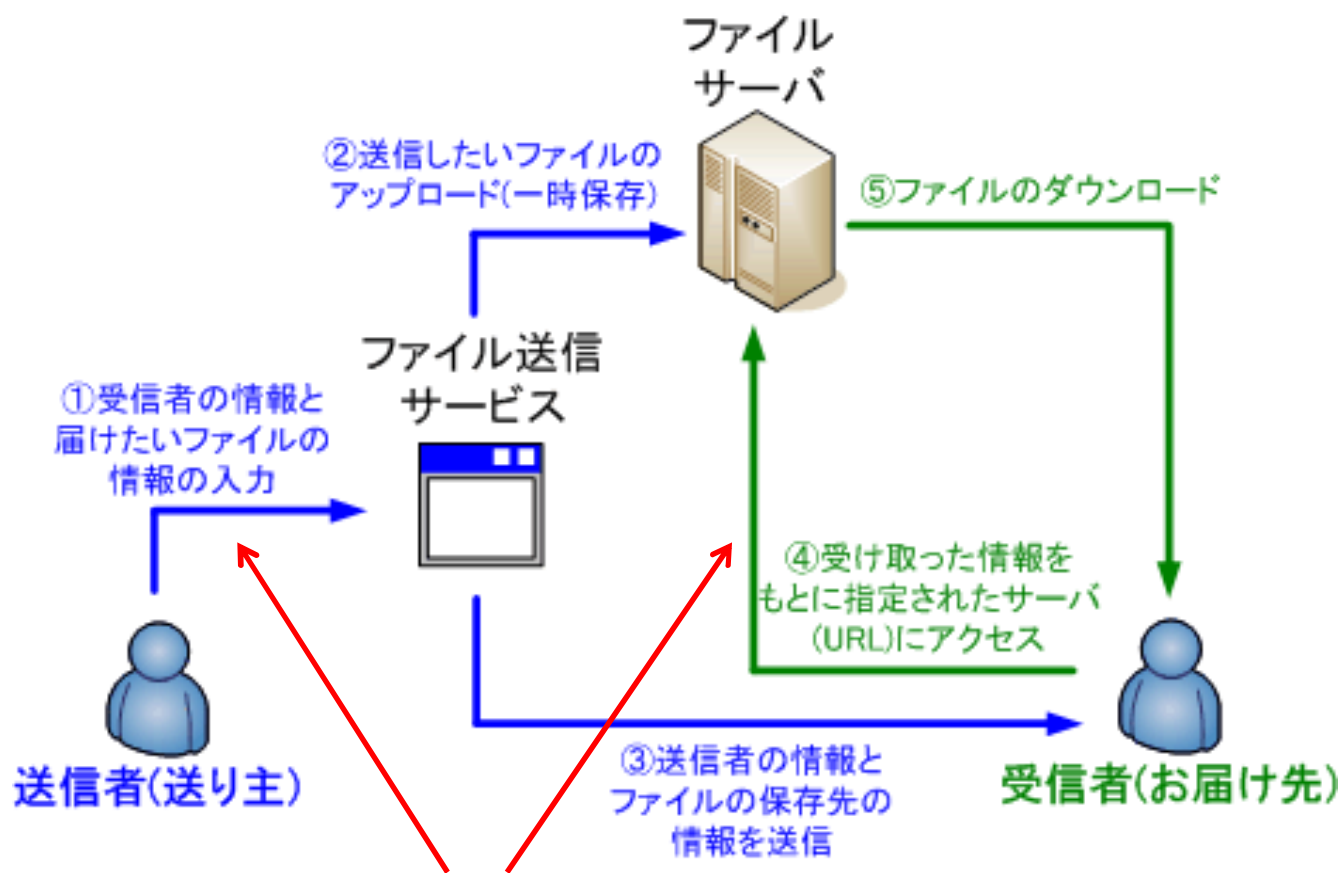 ファイル
サーバ
②送信したいファイルの
アップロード(一時保存)
⑤ファイルのダウンロード
ファイル送信
サービス
①受信者の情報と
届けたいファイルの
情報の入力
④受け取った情報を
もとに指定されたサーバ
(URL)にアクセス
送信者(送り主)
③送信者の情報と
ファイルの保存先の
情報を送信
受信者(お届け先)